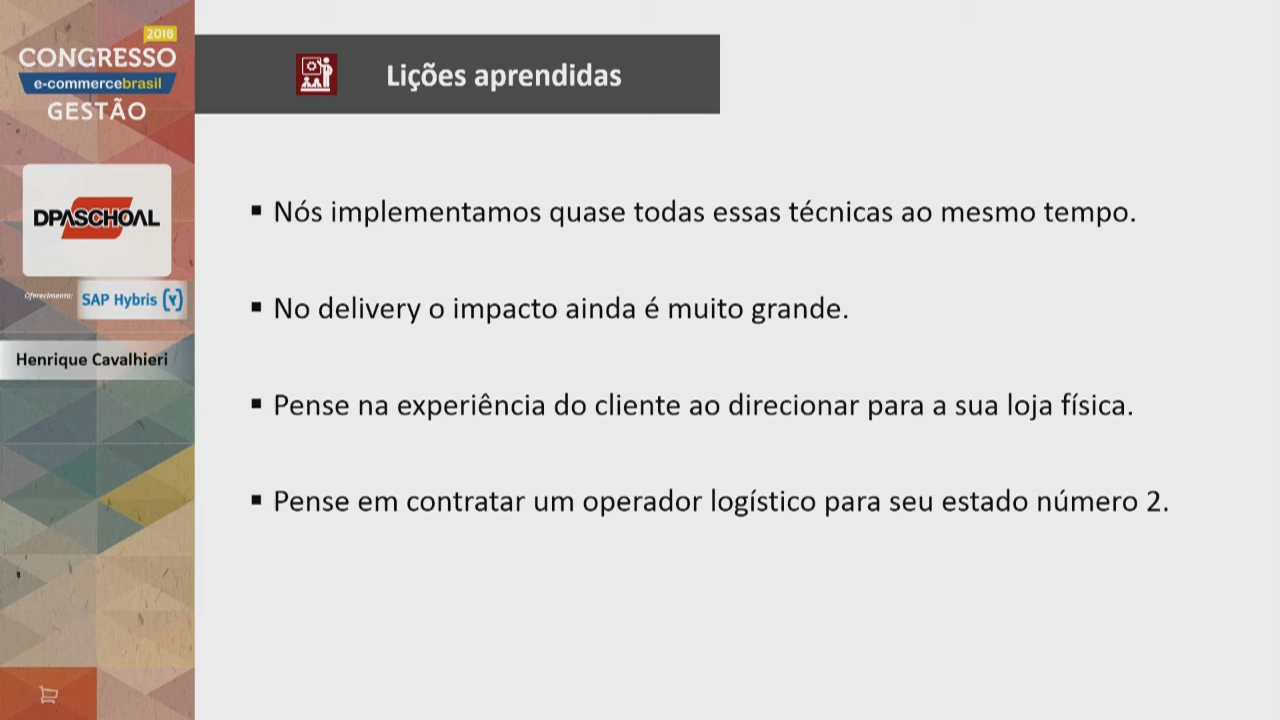 2016
CONGRESSO
e-commercebrasil
GESTÃO
DPASCHOAL
Oferecimento:
SAP Hybris (Y)
Henrique Cavalhieri
Lições aprendidas
▪ Nós implementamos quase todas essas técnicas ao mesmo tempo.
▪ No delivery o impacto ainda é muito grande.
▪ Pense na experiência do cliente ao direcionar para a sua loja física.
▪ Pense em contratar um operador logístico para seu estado número 2.